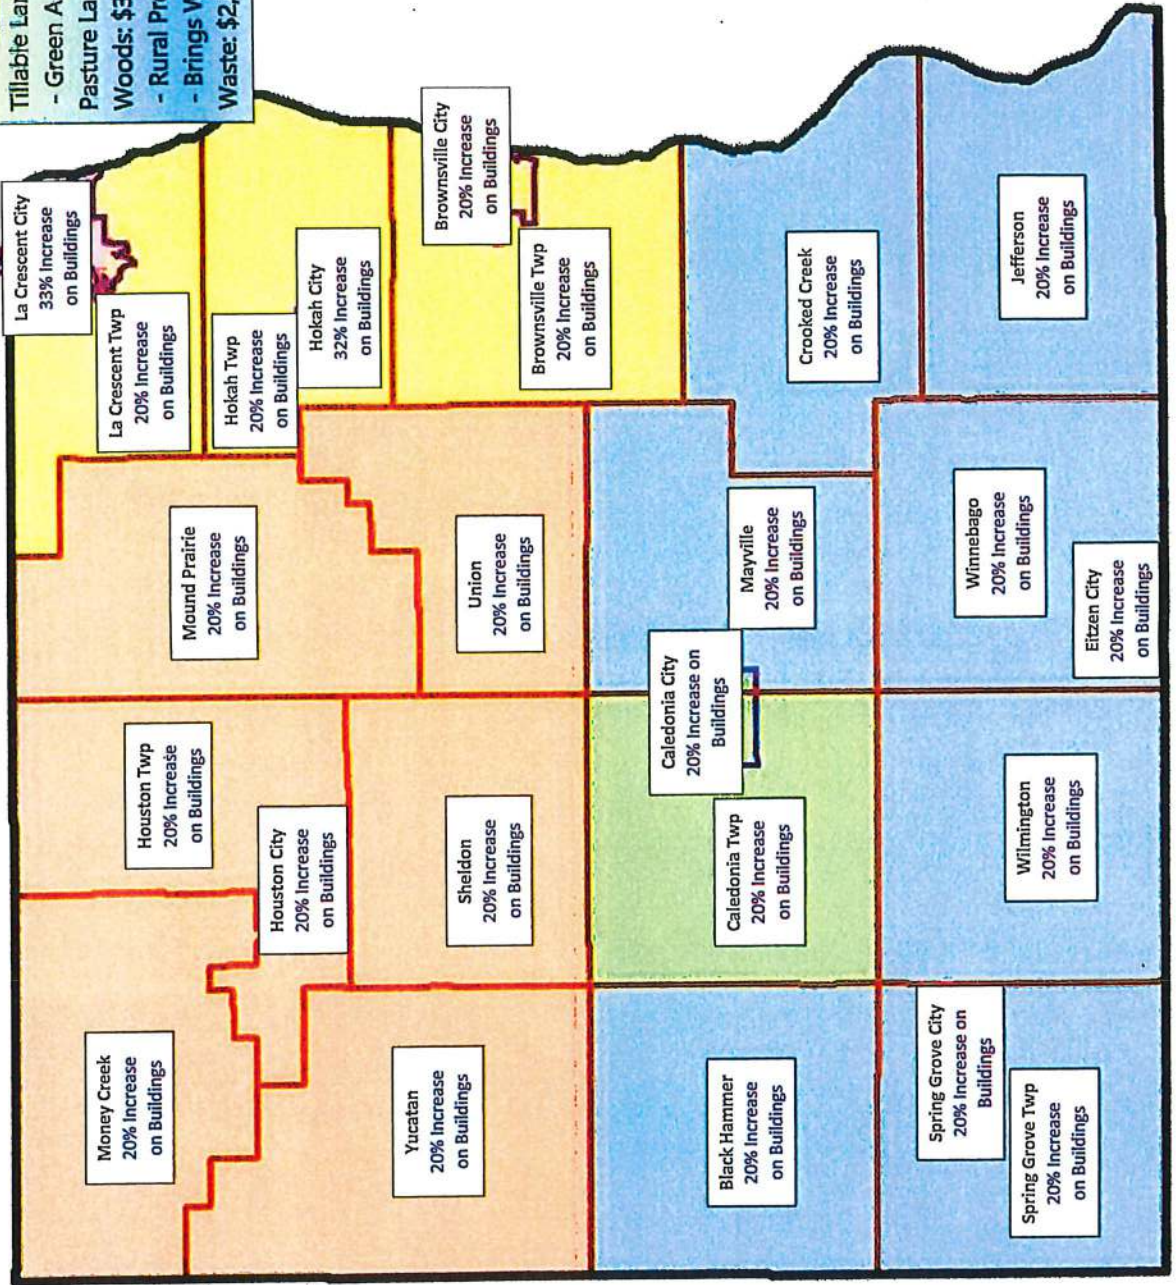 Tillable Lan
- Green A
Pasture La
Woods: $3
- Rural Pr
- Brings W
Waste: $2,
La Crescent City
33% Increase
on Buildings
La Crescent Twp
20% Increase
on Buildings
Hokah Twp
20% Increase
on Buildings
Hokah City
32% Increase
on Buildings
Brownsville City
20% Increase
on Buildings
Brownsville Twp
20% Increase
on Buildings
Crooked Creek
20% Increase
on Buildings
Jefferson
20% Increase
on Buildings
Mound Prairie
20% Increase
on Buildings
Union
20% Increase
on Buildings
Mayville
20% Increase
on Buildings
Winnebago
20% Increase
on Buildings
Eitzen City
20% Increase
on Buildings
Houston Twp
20% Increase
on Buildings
Houston City
20% Increase
on Buildings
Sheldon
20% Increase
on Buildings
Caledonia City
20% Increase on
Buildings
Caledonia Twp
20% Increase
on Buildings
Wilmington
20% Increase
on Buildings
Money Creek
20% Increase
on Buildings
Yucatan
20% Increase
on Buildings
Black Hammer
20% Increase
on Buildings
Spring Grove City
20% Increase on
Buildings
Spring Grove Twp
20% Increase
on Buildings